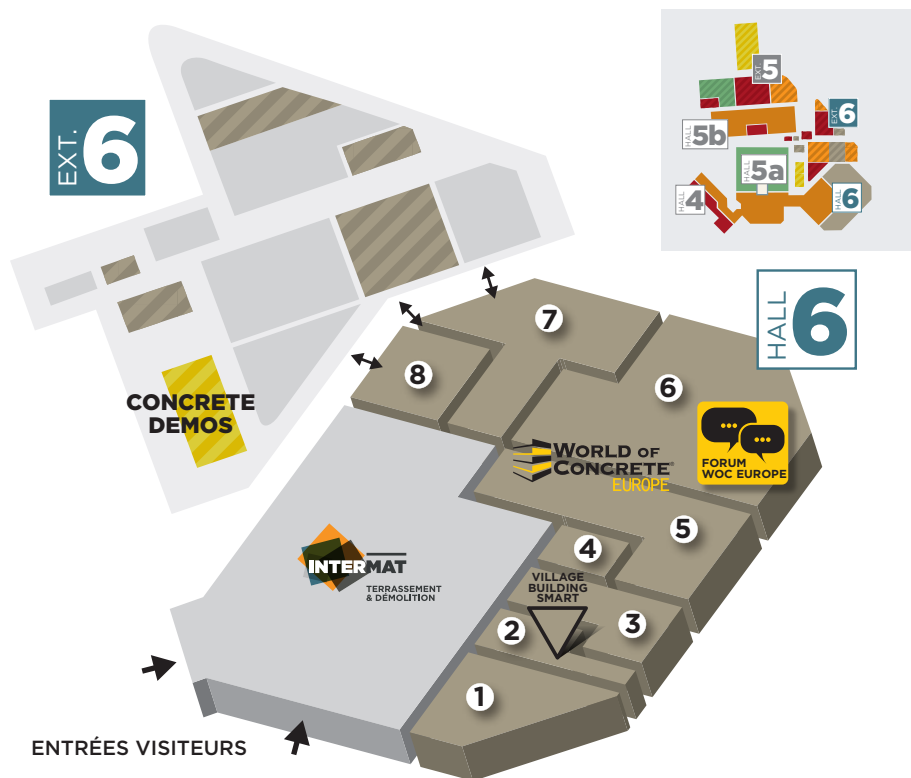 EXT.
6
EXT.
5
EXT.
6
HALL
5b
HALL
5a
HALL
4
HALL
6
HALL
6
7
8
6
CONCRETE
DEMOS
WORLD OF
CONCRETE®
EUROPE
FORUM
WOC EUROPE
5
4
INTERMAT
TERRASSEMENT
& DÉMOLITION
VILLAGE
BUILDING
SMART
3
2
1
ENTRÉES VISITEURS